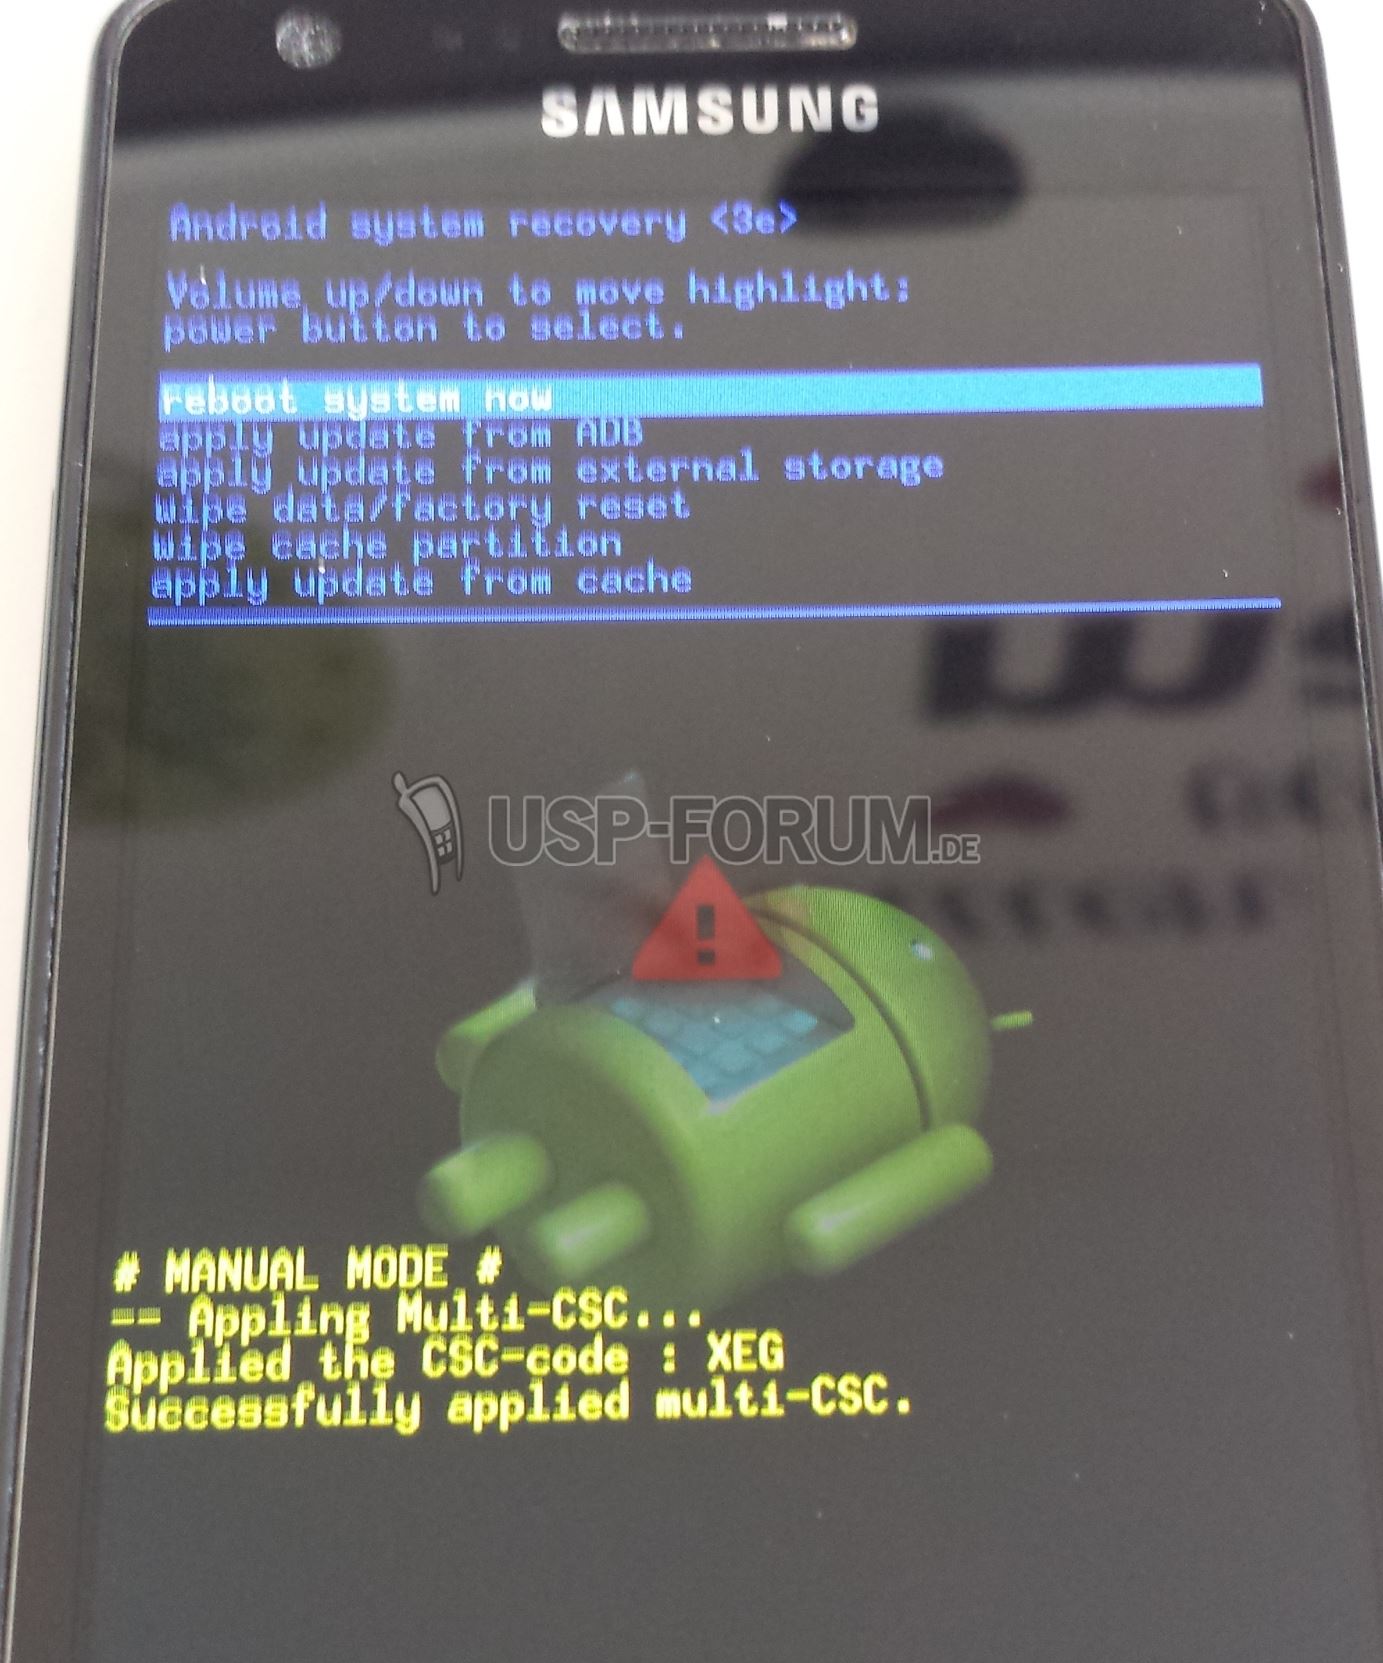 SAMSUNG
Android system recovery <3e>
Volume up/down to move highlight;
power button to select.
reboot system now
apply update from ADB
apply update from external storage
wipe data/factory reset
wipe cache partition
apply update from cache
USP-FORUM.DE
# MANUAL MODE #
-- Appling Multi-CSC...
Applied the CSC-code : XEG
Successfully applied multi-CSC.